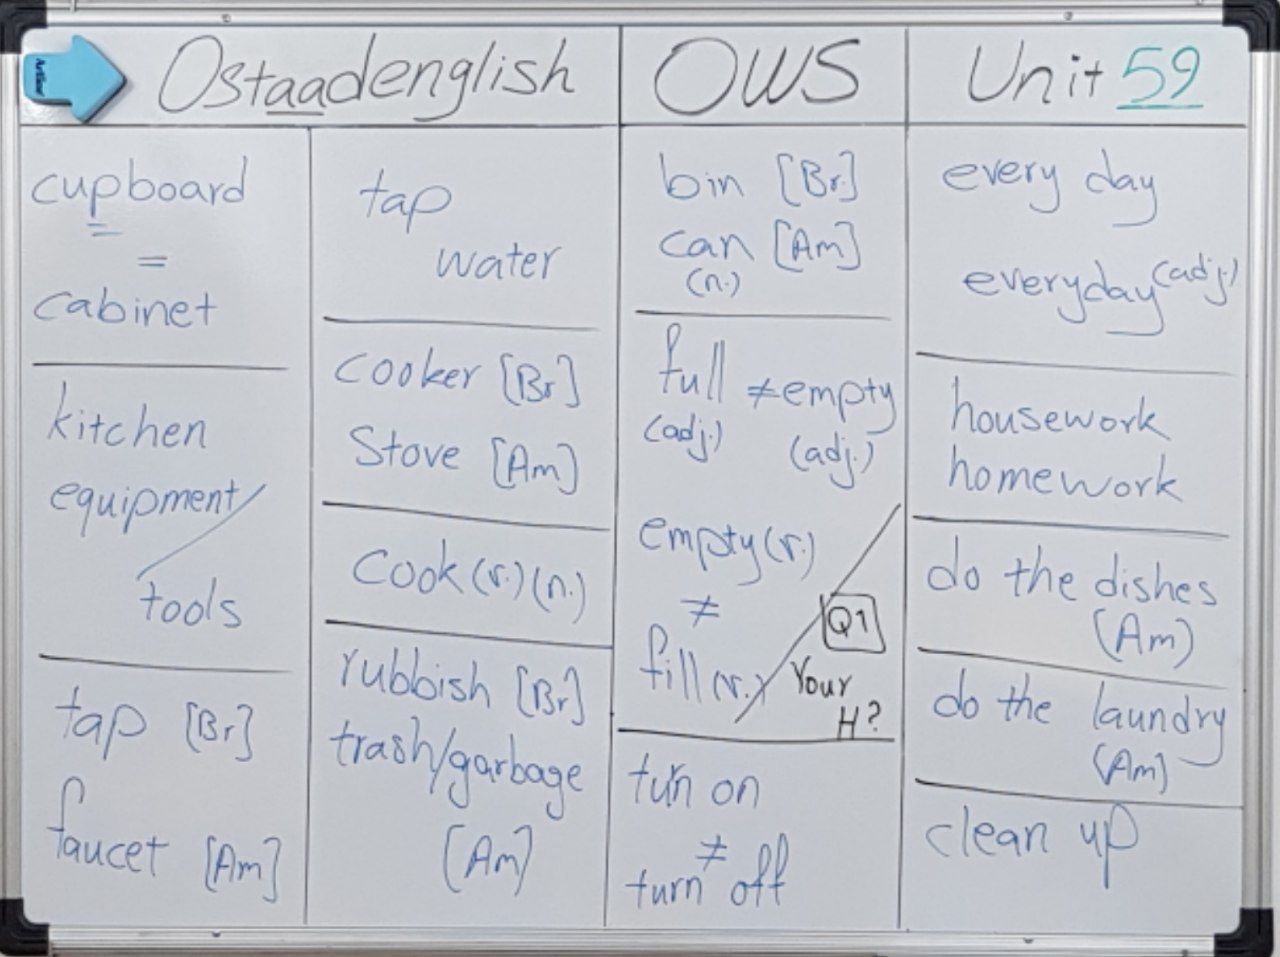 Ostaadenglish
OWS
Unit 59
cupboard
=
cabinet
kitchen
equipment/
tools
tap [Br]
faucet [Am]
tap
water
cooker [Br]
Stove [Am]
Cook (v.) (n.)
rubbish [Br]
trash/garbage
[Am]
bin [Br.]
can [Am]
(n.)
full ≠ empty
(adj.) (adj.)
empty (v.)
≠
fill (v.)
Q1
Your
H?
turn on
≠
turn off
every day
everyday (adj.)
housework
homework
do the dishes
(Am)
do the laundry
(Am)
clean up